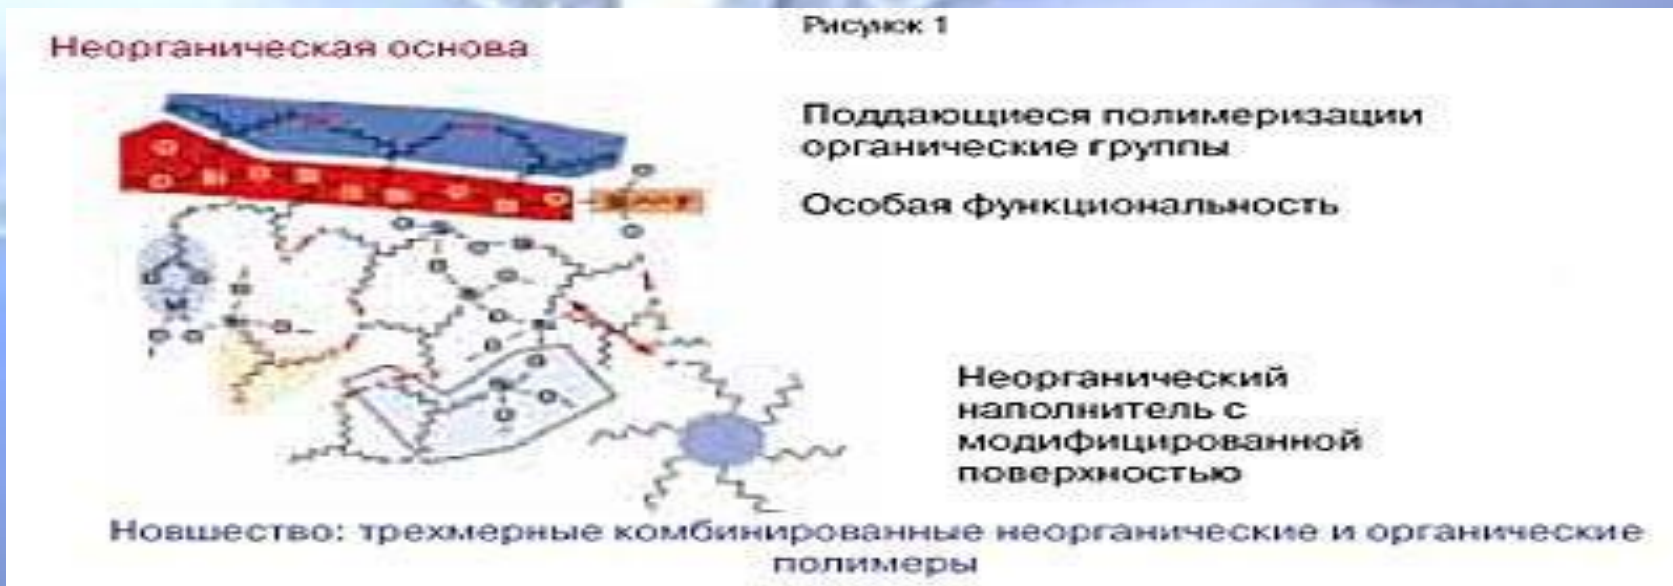 Рисунок 1
Неорганическая основа
Поддающиеся полимеризации
органические группы
Особая функциональность
Неорганический
наполнитель с
модифицированной
поверхностью
Новшество: трехмерные комбинированные неорганические и органические
полимеры